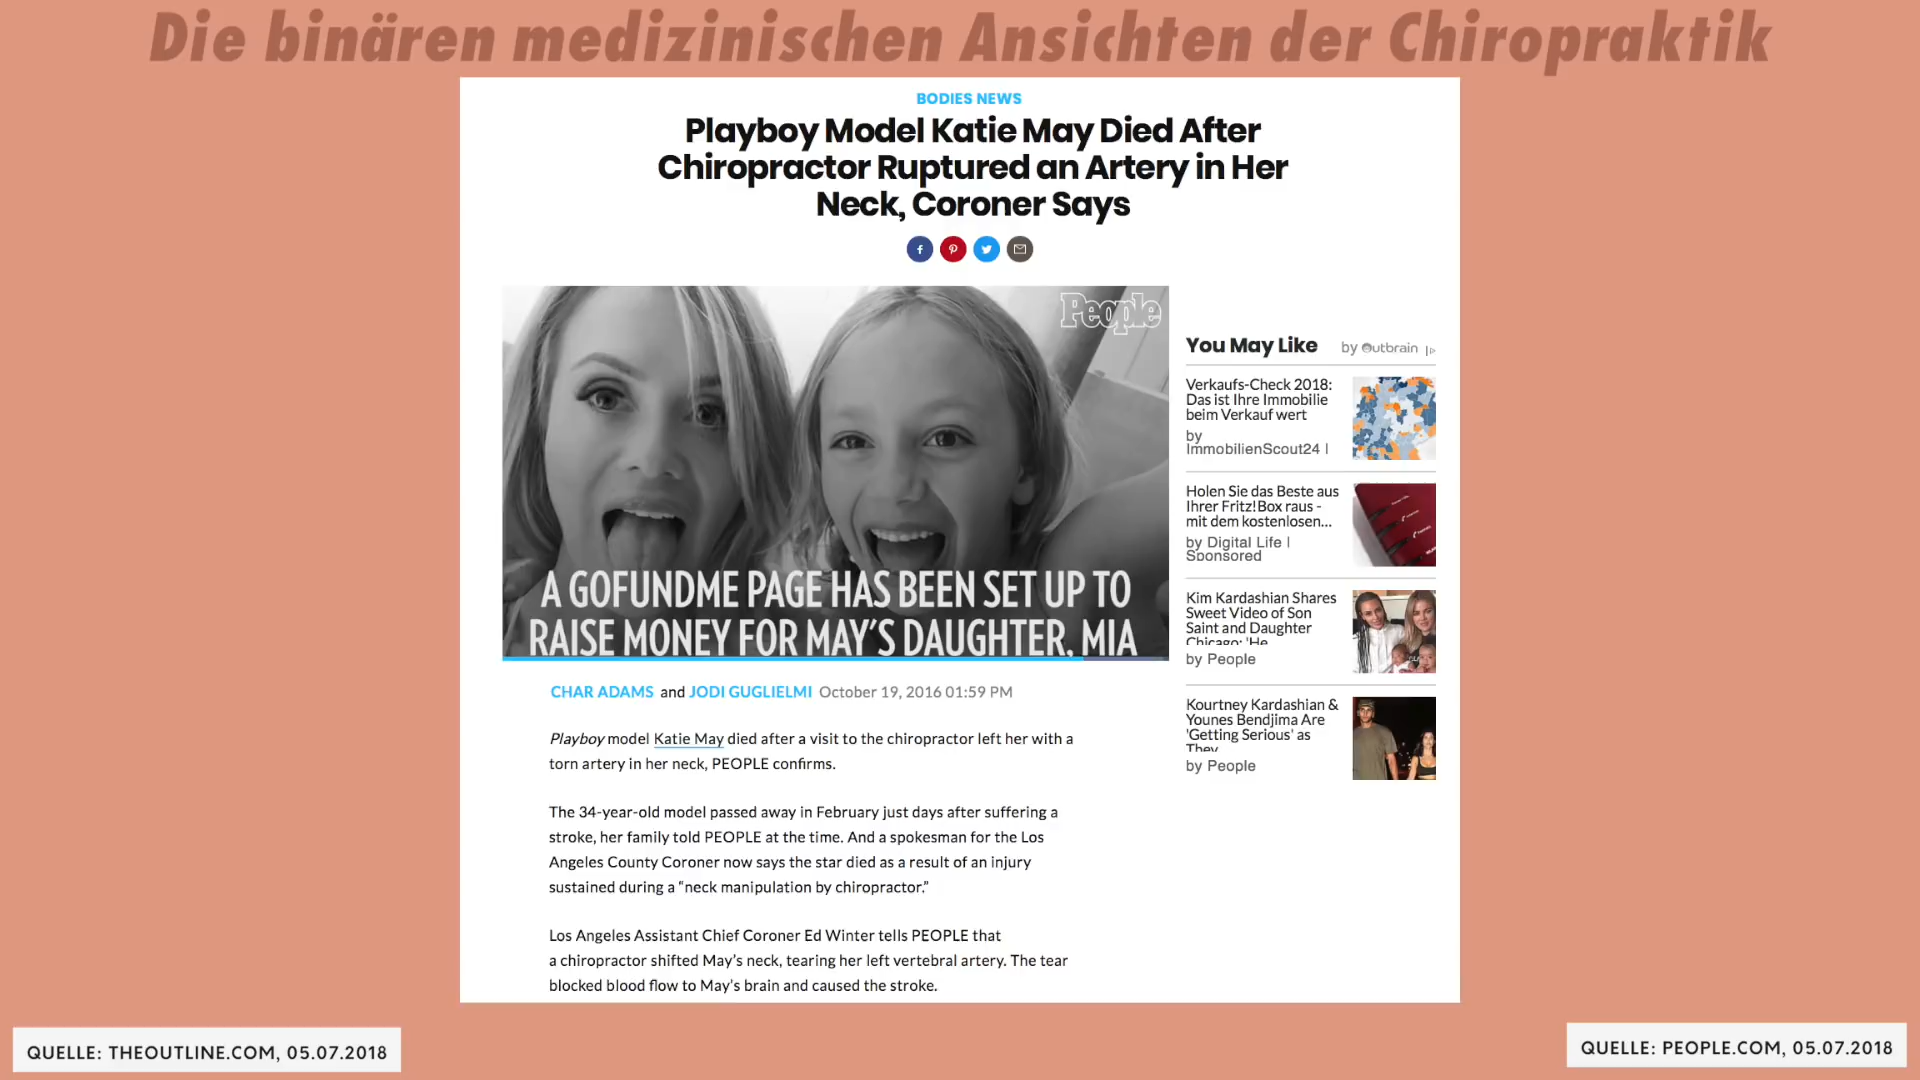 Die binären medizinischen Ansichten der Chiropraktik
BODIES NEWS
Playboy Model Katie May Died After
Chiropractor Ruptured an Artery in Her
Neck, Coroner Says
People
A GOFUNDME PAGE HAS BEEN SET UP TO
RAISE MONEY FOR MAY'S DAUGHTER, MIA
CHAR ADAMS and JODI GUGLIELMI October 19, 2016 01:59 PM
Playboy model Katie May died after a visit to the chiropractor left her with a
torn artery in her neck, PEOPLE confirms.
The 34-year-old model passed away in February just days after suffering a
stroke, her family told PEOPLE at the time. And a spokesman for the Los
Angeles County Coroner now says the star died as a result of an injury
sustained during a “neck manipulation by chiropractor.”
Los Angeles Assistant Chief Coroner Ed Winter tells PEOPLE that
a chiropractor shifted May’s neck, tearing her left vertebral artery. The tear
blocked blood flow to May’s brain and caused the stroke.
You May Like by Outbrain
Verkaufs-Check 2018:
Das ist Ihre Immobilie
beim Verkauf wert
by
ImmobilienScout24 |
Holen Sie das Beste aus
Ihrer Fritz!Box raus -
mit dem kostenlosen...
by Digital Life |
Sponsored
Kim Kardashian Shares
Sweet Video of Son
Saint and Daughter
Chicago: 'He
by People
Kourtney Kardashian &
Younes Bendjima Are
'Getting Serious' as
They
by People
QUELLE: THEOUTLINE.COM, 05.07.2018
QUELLE: PEOPLE.COM, 05.07.2018